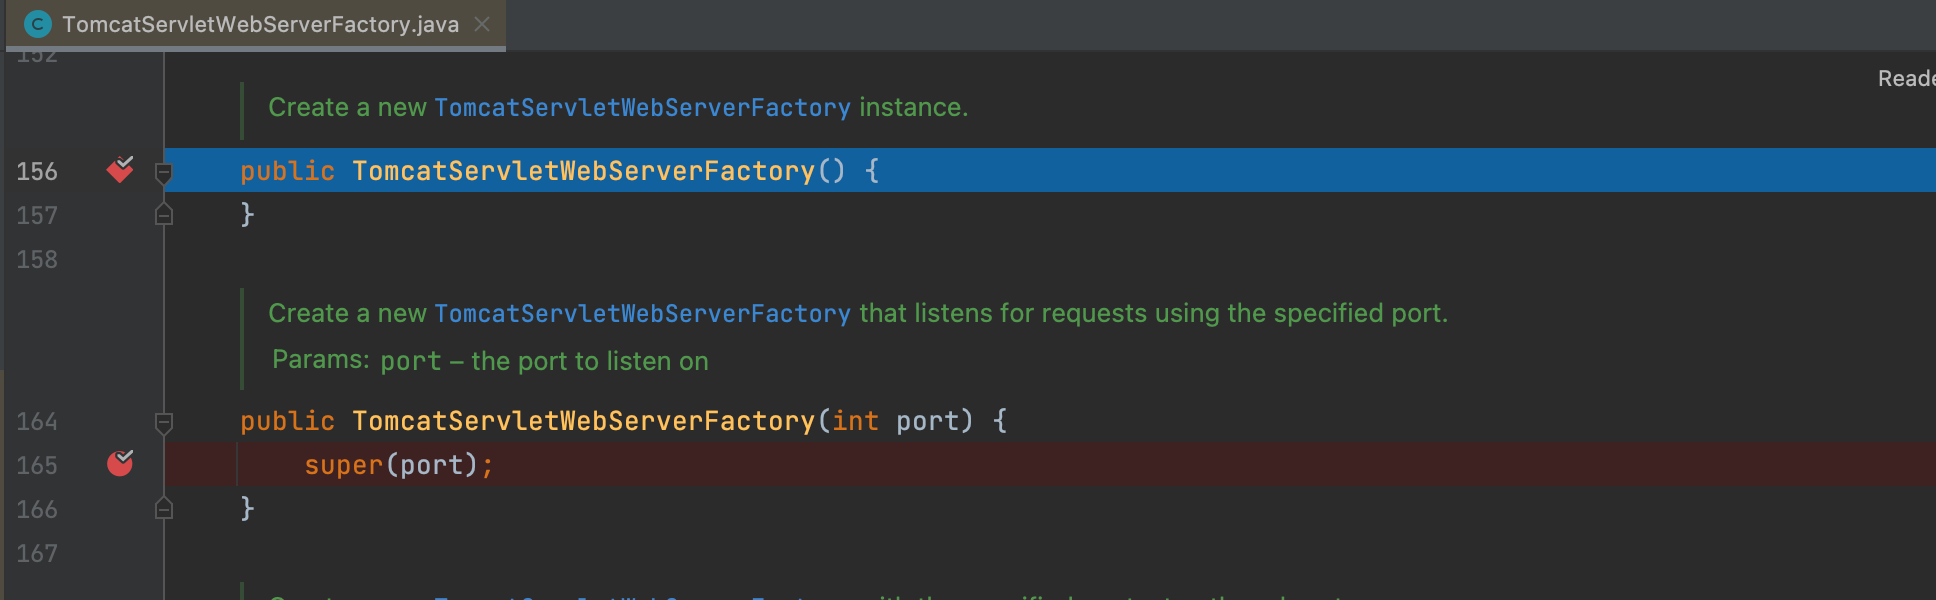 TomcatServletWebServerFactory.java
152
Reade
Create a new TomcatServletWebServerFactory instance.
156 public TomcatServletWebServerFactory() {
157 }
158
Create a new TomcatServletWebServerFactory that listens for requests using the specified port.
Params: port – the port to listen on
164 public TomcatServletWebServerFactory(int port) {
165 super(port);
166 }
167